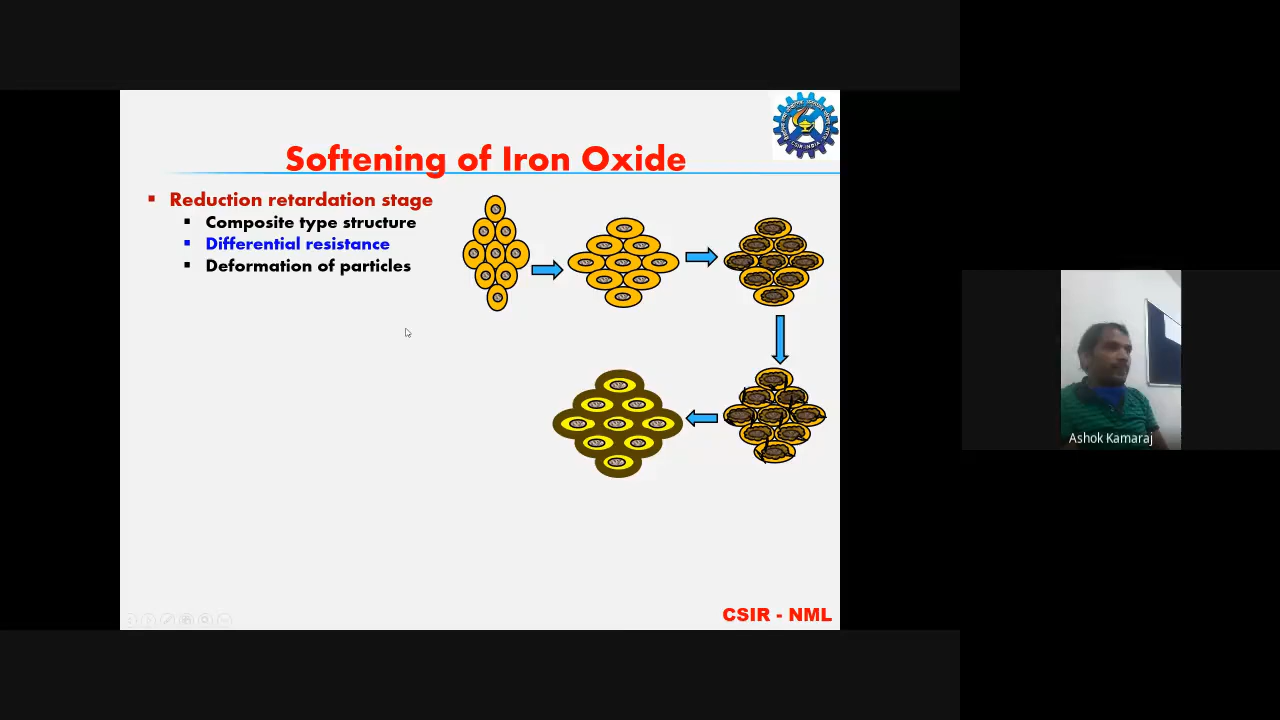 Softening of Iron Oxide
Reduction retardation stage
Composite type structure
Differential resistance
Deformation of particles
CSIR - NML
Ashok Kamaraj